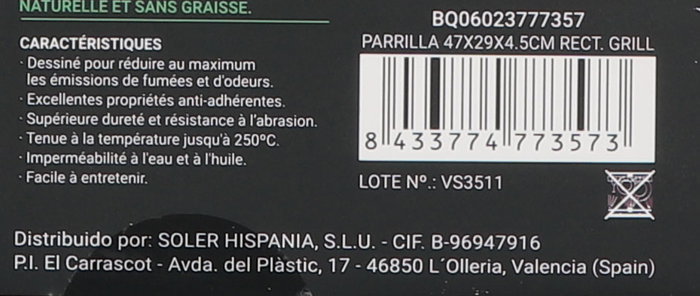 NATURELLE ET SANS GRAISSE.
CARACTÉRISTIQUES
· Dessiné pour réduire au maximum
les émissions de fumées et d'odeurs.
· Excellentes propriétés anti-adhérentes.
· Supérieure dureté et résistance à l'abrasion.
· Tenue à la température jusqu'à 250ºC.
· Imperméabilité à l'eau et à l'huile.
· Facile à entretenir.
BQ06023777357
PARRILLA 47X29X4.5CM RECT. GRILL
8 433774 773573
LOTE Nº.: VS3511
Distribuido por: SOLER HISPANIA, S.L.U. - CIF. B-96947916
P.I. El Carrascot - Avda. del Plàstic, 17 - 46850 L´Olleria, Valencia (Spain)